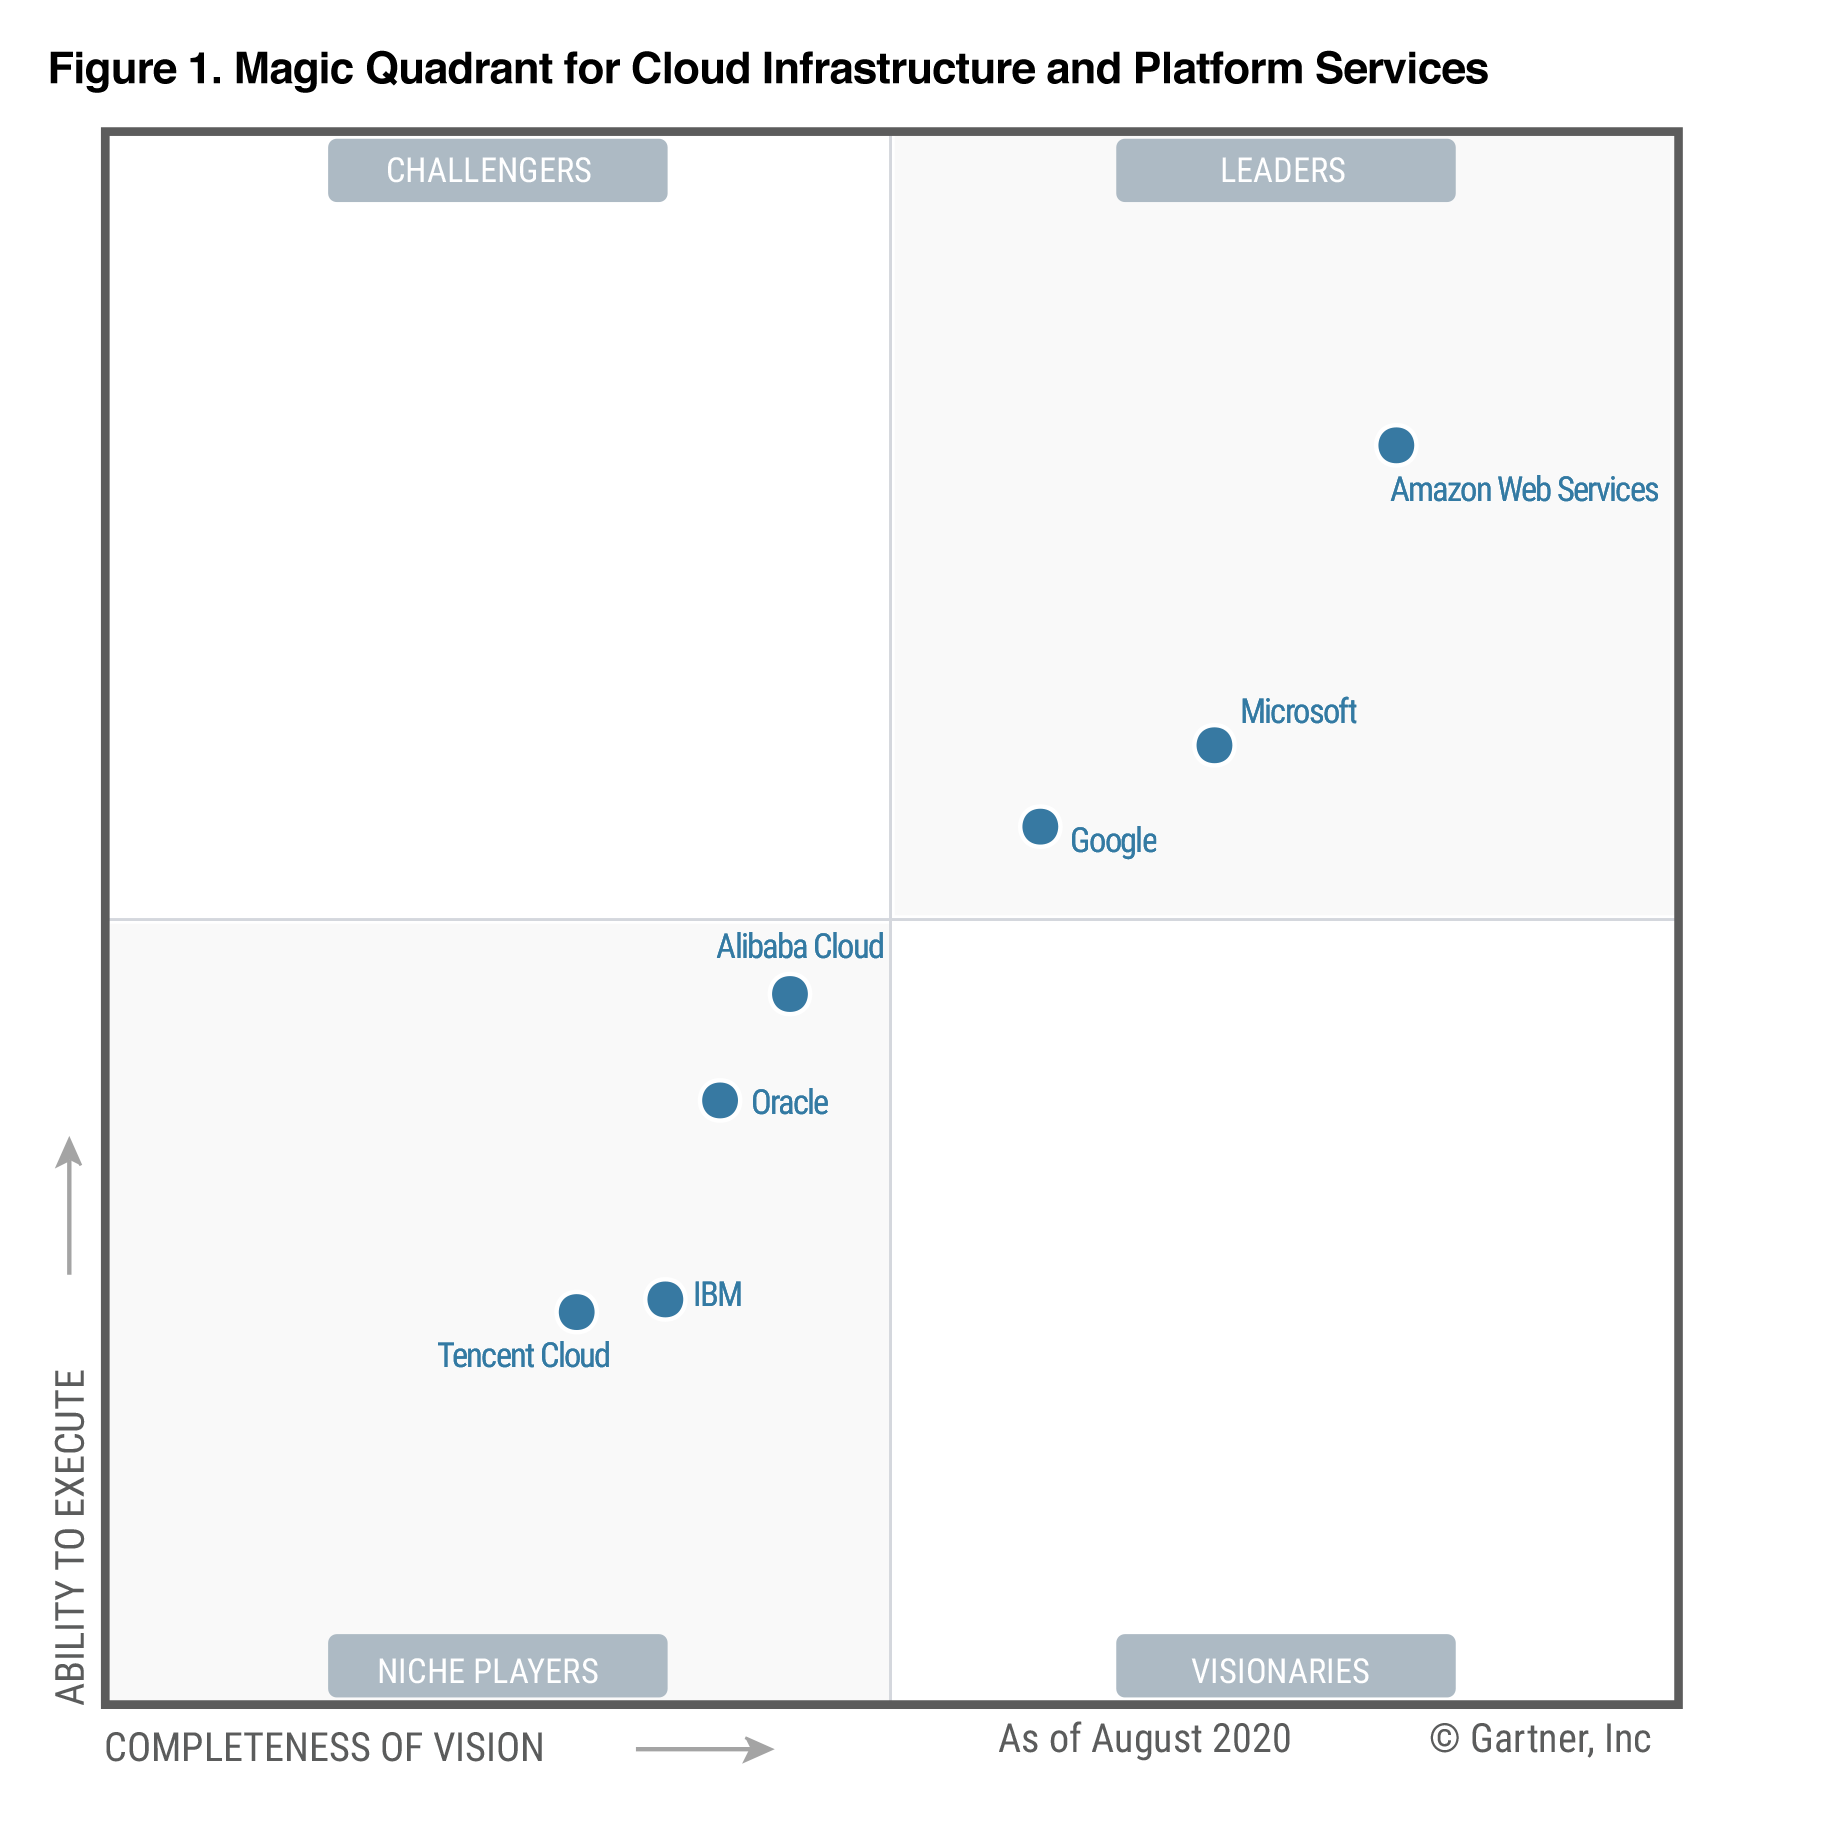 Figure 1. Magic Quadrant for Cloud Infrastructure and Platform Services
CHALLENGERS
LEADERS
Amazon Web Services
Microsoft
Google
Alibaba Cloud
Oracle
IBM
Tencent Cloud
NICHE PLAYERS
VISIONARIES
ABILITY TO EXECUTE
COMPLETENESS OF VISION
As of August 2020
© Gartner, Inc